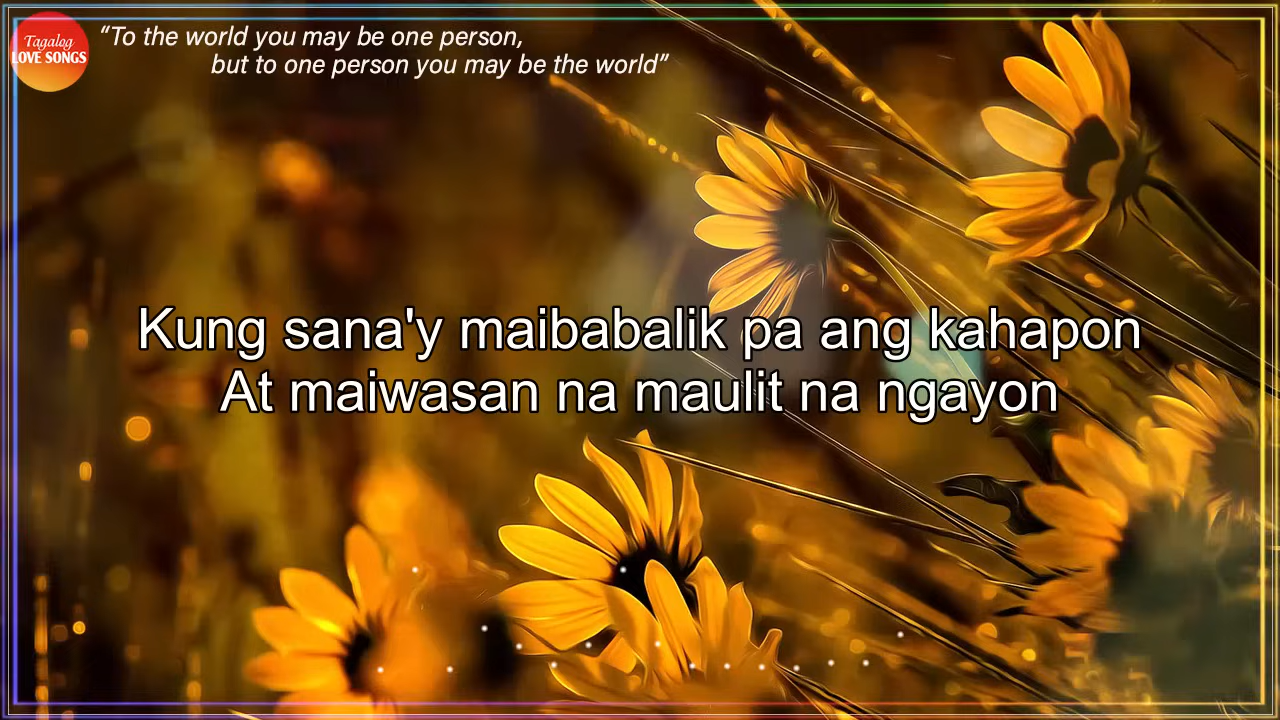 Tagalog
LOVE SONGS
“To the world you may be one person,
but to one person you may be the world”
Kung sana'y maibabalik pa ang kahapon
At maiwasan na maulit na ngayon